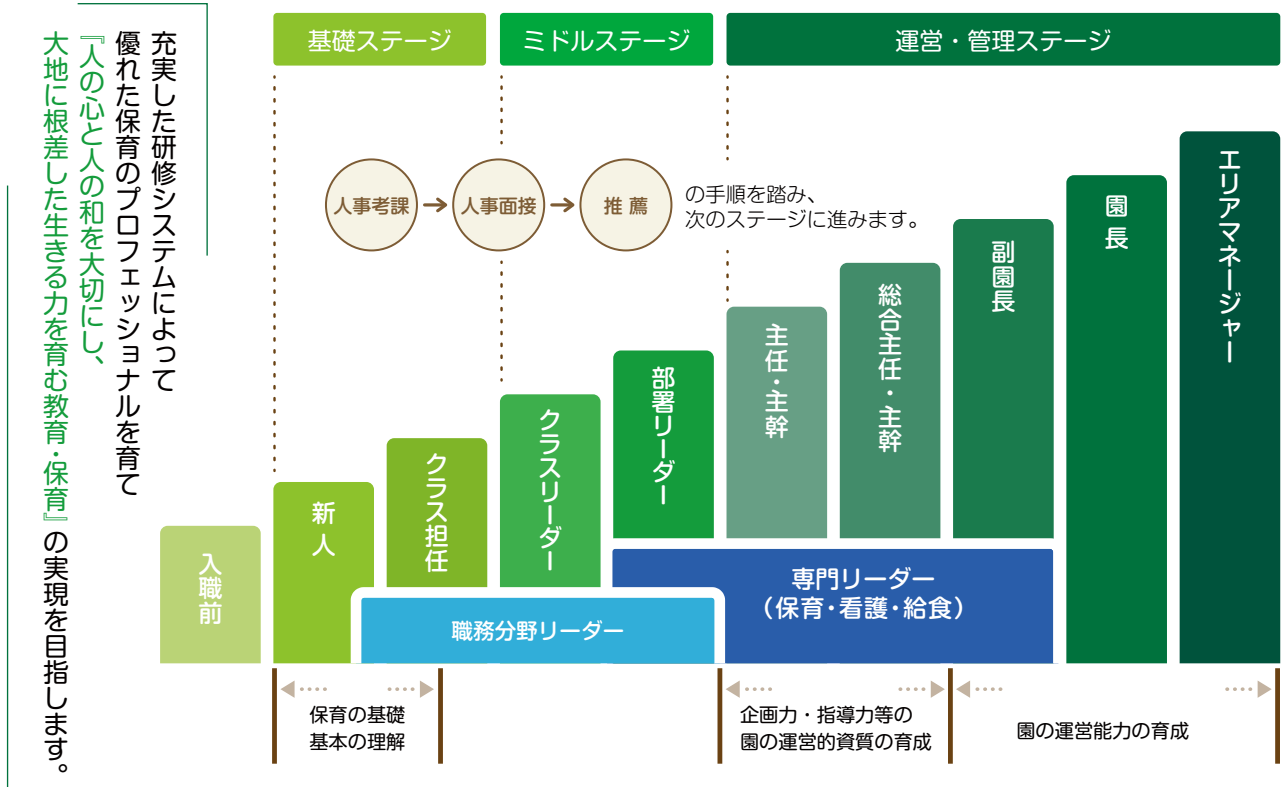 充実した研修システムによって
優れた保育のプロフェッショナルを育て
『人の心と人の和を大切にし、
大地に根差した生きる力を育む教育・保育』の実現を目指します。
基礎ステージ
ミドルステージ
運営・管理ステージ
人事考課
人事面接
推薦
の手順を踏み、
次のステージに進みます。
入職前
新人
クラス担任
クラスリーダー
部署リーダー
主任・主幹
総合主任・主幹
副園長
園長
エリアマネージャー
職務分野リーダー
専門リーダー
（保育・看護・給食）
保育の基礎
基本の理解
企画力・指導力等の
園の運営的資質の育成
園の運営能力の育成